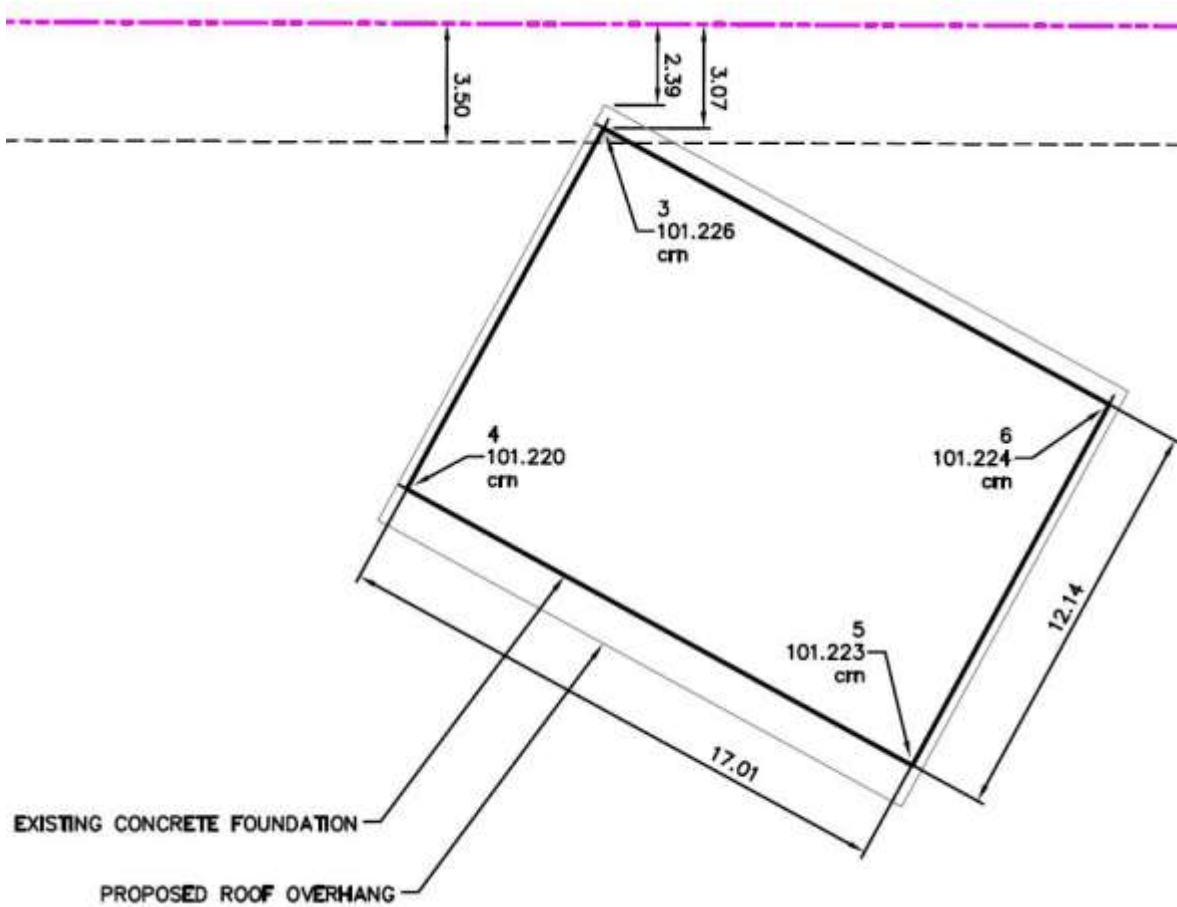 3.50
2.39
3.07
3
101.226
crn
4
101.220
crn
6
101.224
crn
5
101.223
crn
12.14
17.01
EXISTING CONCRETE FOUNDATION
PROPOSED ROOF OVERHANG